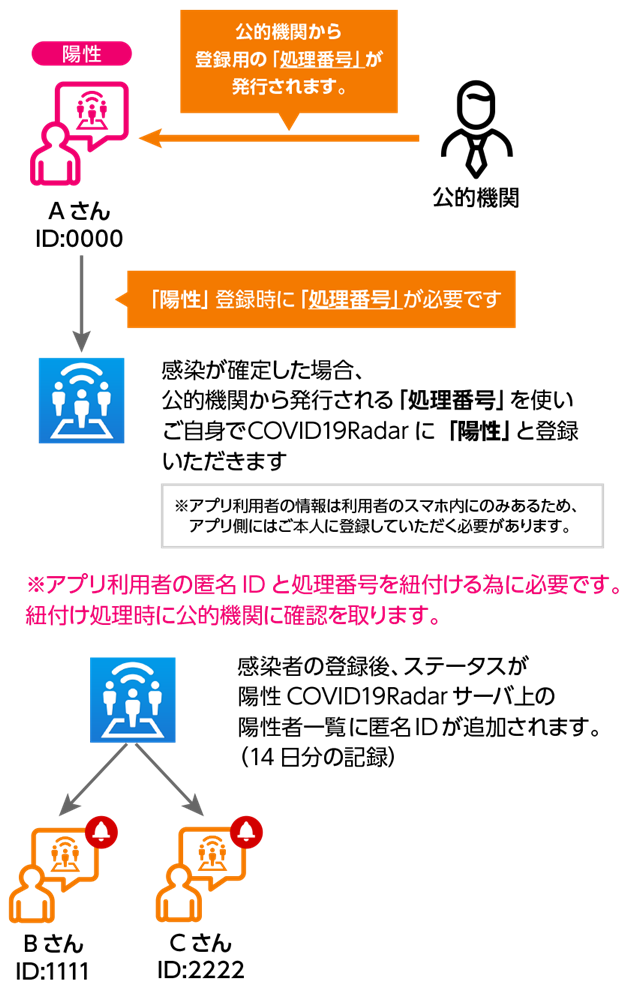 公的機関から
登録用の「処理番号」が
発行されます。
陽性
公的機関
Aさん
ID:0000
「陽性」登録時に「処理番号」が必要です
感染が確定した場合、
公的機関から発行される「処理番号」を使い
ご自身でCOVID19Radarに「陽性」と登録
いただきます
※アプリ利用者の情報は利用者のスマホ内にのみあるため、
アプリ側にはご本人に登録していただく必要があります。
※アプリ利用者の匿名IDと処理番号を紐付ける為に必要です。
紐付け処理時に公的機関に確認を取ります。
感染者の登録後、ステータスが
陽性COVID19Radarサーバ上の
陽性者一覧に匿名IDが追加されます。
(14日分の記録)
Bさん
ID:1111
Cさん
ID:2222